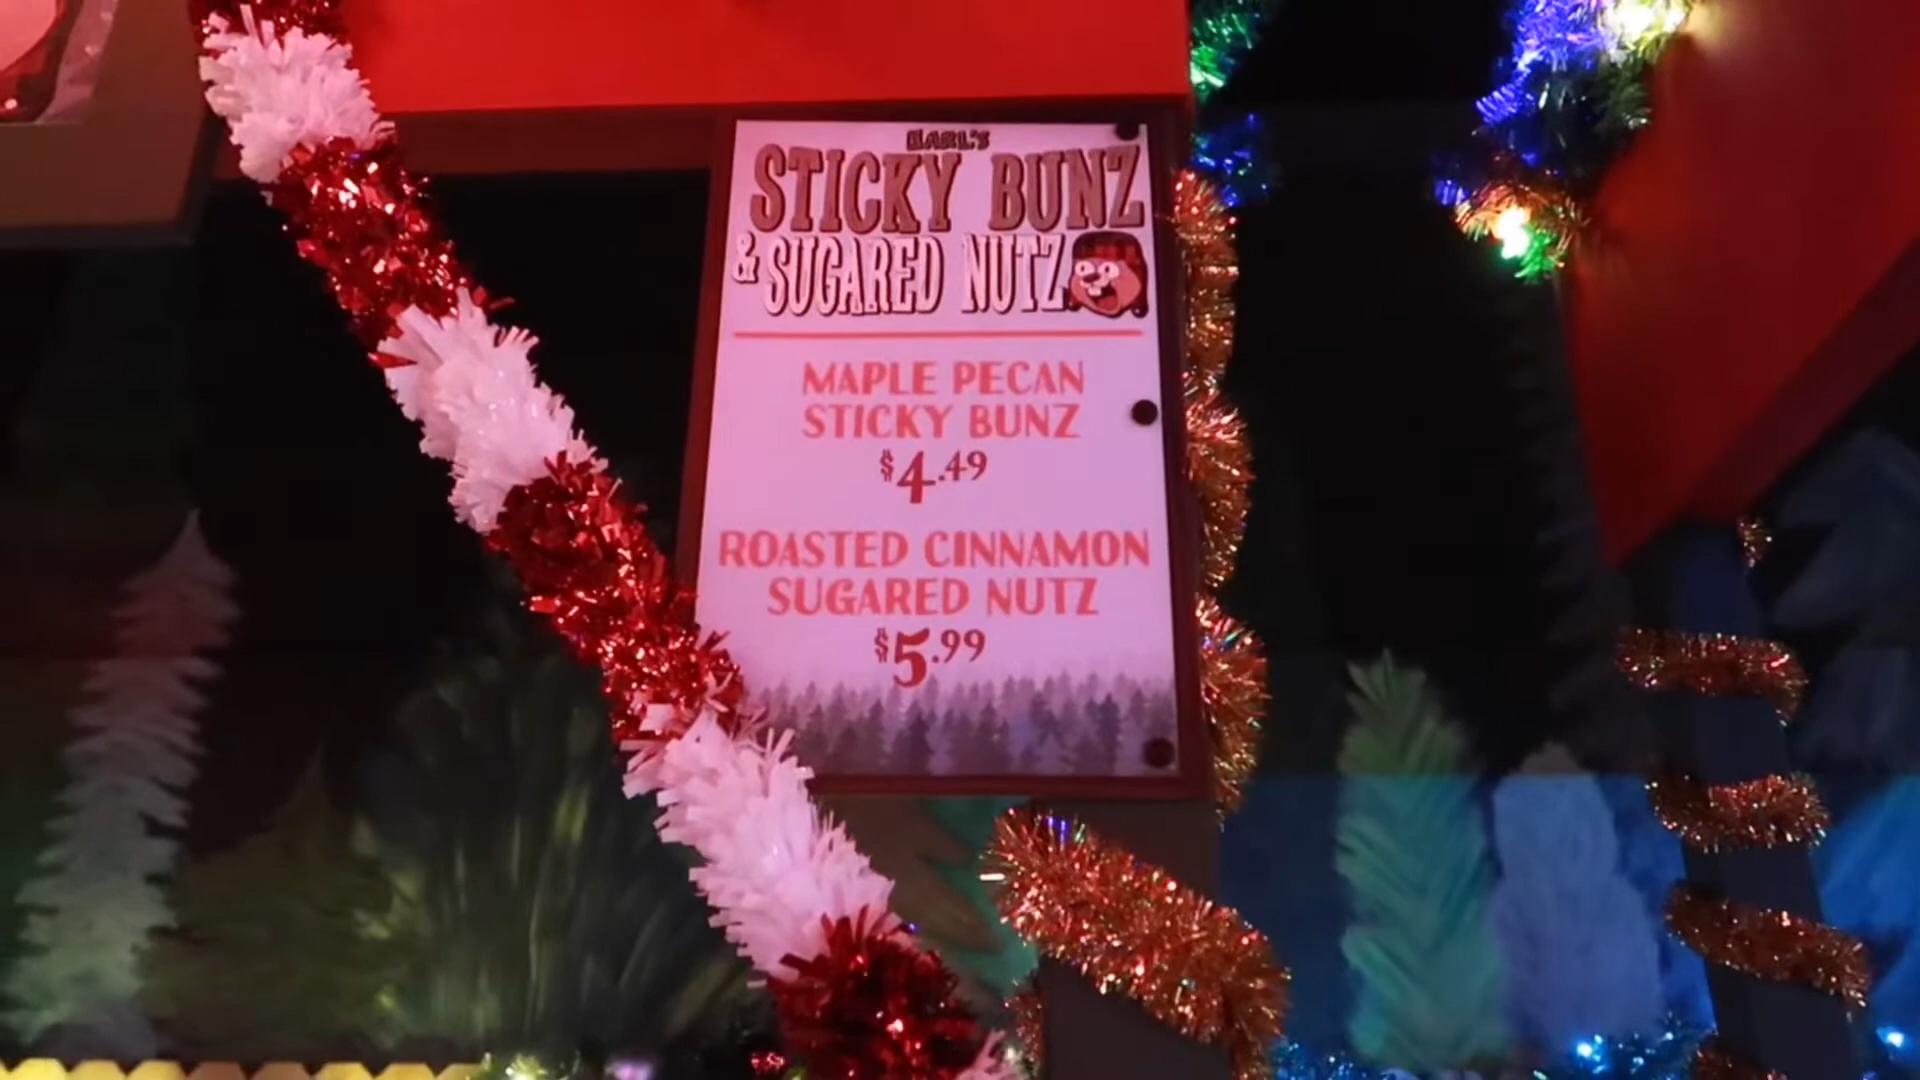 EARL'S
STICKY BUNZ
& SUGARED NUTZ
MAPLE PECAN
STICKY BUNZ
$4.49
ROASTED CINNAMON
SUGARED NUTZ
$5.99